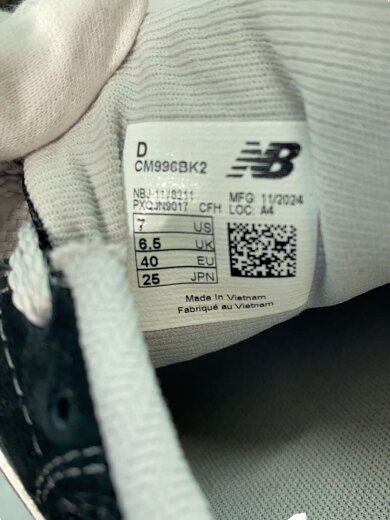 D
CM996BK2
NB
NBJ-11/8211
PXQJN9017 CFH
MFG: 11/2024
LOC: A4
7 US
6.5 UK
40 EU
25 JPN
Made in Vietnam
Fabriqué au Vietnam